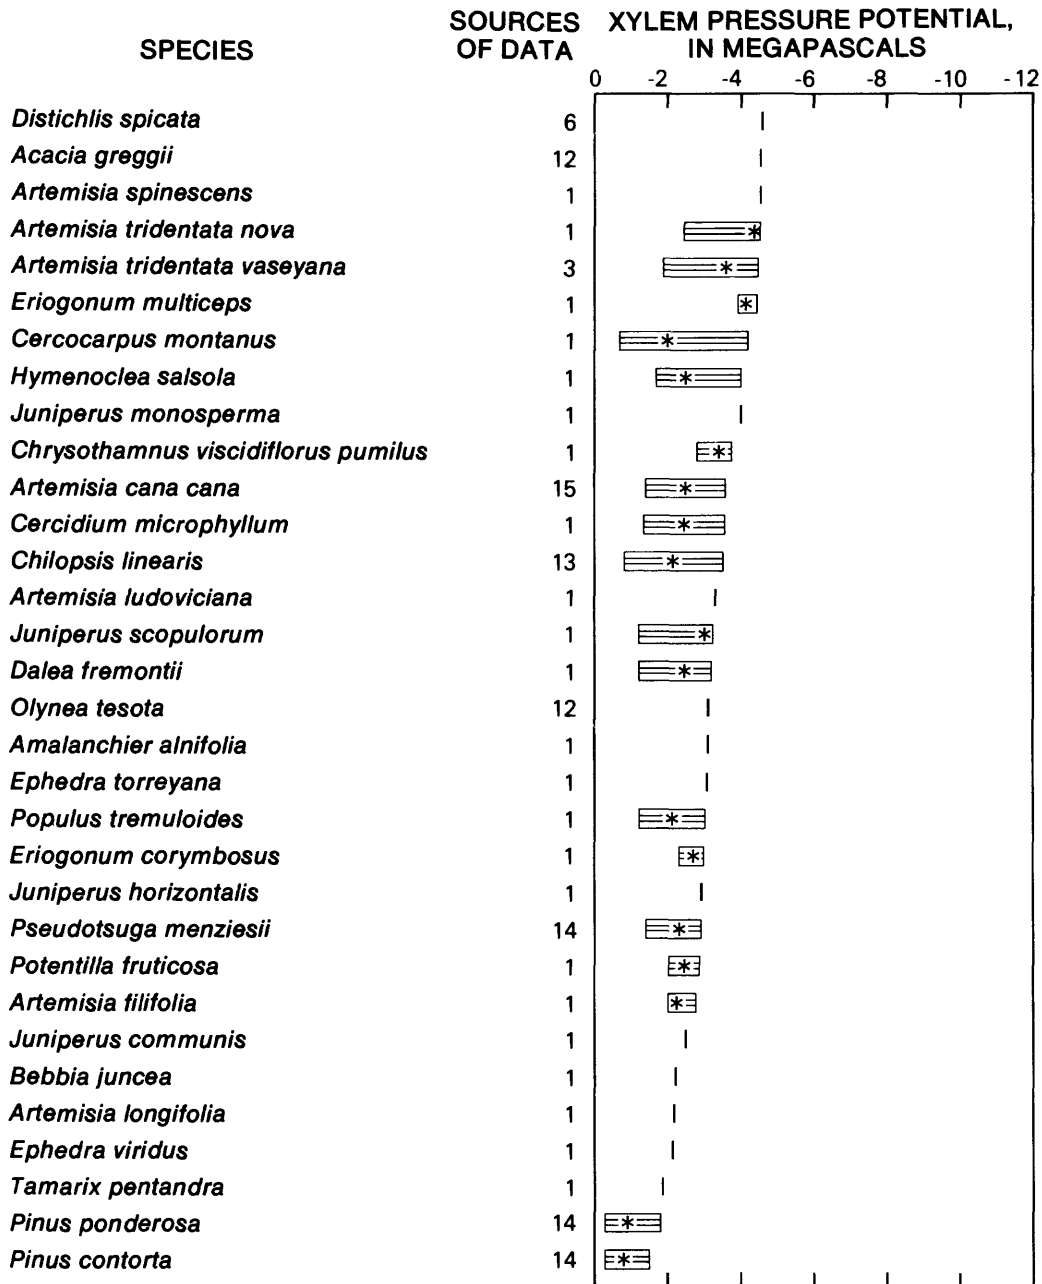 SPECIES
SOURCES OF DATA
XYLEM PRESSURE POTENTIAL, IN MEGAPASCALS
0 -2 -4 -6 -8 -10 -12
Distichlis spicata 6
Acacia greggii 12
Artemisia spinescens 1
Artemisia tridentata nova 1
Artemisia tridentata vaseyana 3
Eriogonum multiceps 1
Cercocarpus montanus 1
Hymenoclea salsola 1
Juniperus monosperma 1
Chrysothamnus viscidiflorus pumilus 1
Artemisia cana cana 15
Cercidium microphyllum 1
Chilopsis linearis 13
Artemisia ludoviciana 1
Juniperus scopulorum 1
Dalea fremontii 1
Olynea tesota 12
Amalanchier alnifolia 1
Ephedra torreyana 1
Populus tremuloides 1
Eriogonum corymbosus 1
Juniperus horizontalis 1
Pseudotsuga menziesii 14
Potentilla fruticosa 1
Artemisia filifolia 1
Juniperus communis 1
Bebbia juncea 1
Artemisia longifolia 1
Ephedra viridus 1
Tamarix pentandra 1
Pinus ponderosa 14
Pinus contorta 14